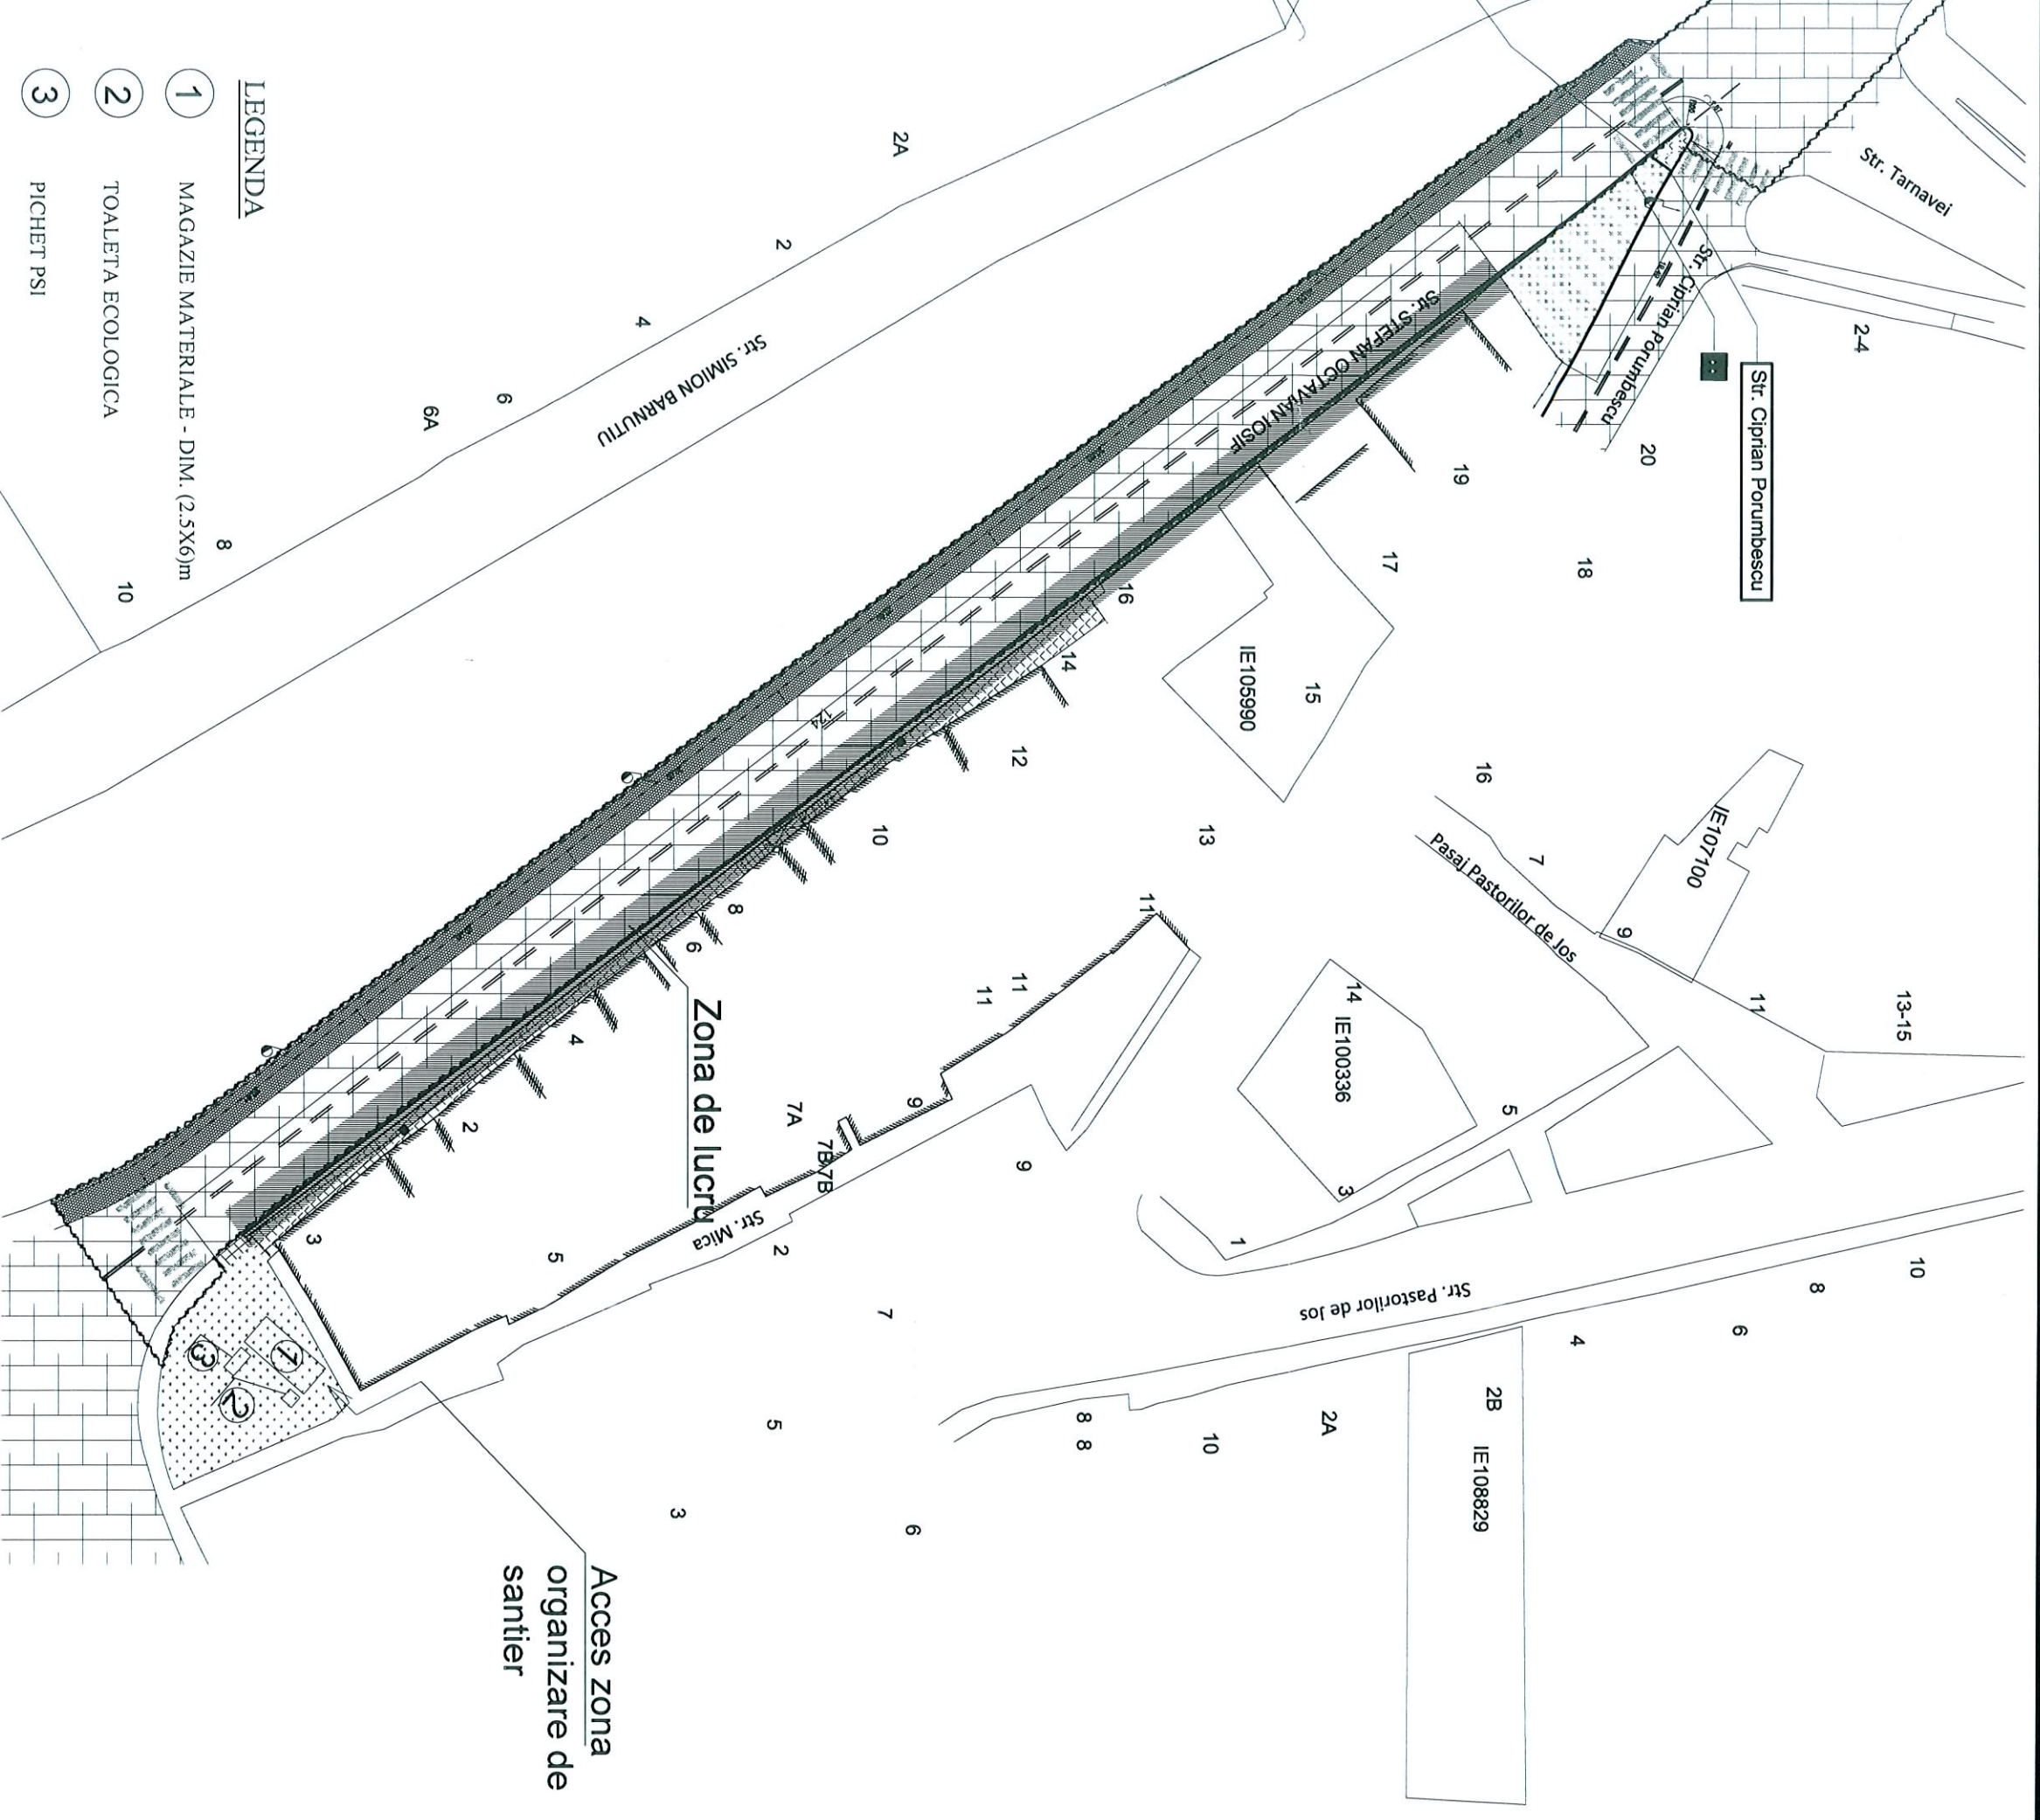 LEGENDA
1 MAGAZIE MATERIALE - DIM. (2.5X6)m
2 TOALETA ECOLOGICA
3 PICHET PSI
Str. Tarnavei
Str. Ciprian Porumbescu
Str. Ciprian Porumbescu
Str. STEFAN OCTAVIAN IOSIF
Str. SIMION BARNUTIU
2A
2
4
6
6A
8
10
2-4
20
18
19
17
16
15
IE105990
16
14
12
13
10
8
6
4
2
3
124
Zona de lucru
IE107100
7
9
11
13-15
Pasaj Pastorilor de Jos
14
IE100336
5
3
1
11
11
11
9
7A
7B
7B
9
5
Str. Mica
2
7
5
3
6
Str. Pastorilor de Jos
10
8
6
4
2B
IE108829
2A
10
8
8
1
2
3
Acces zona
organizare de
santier